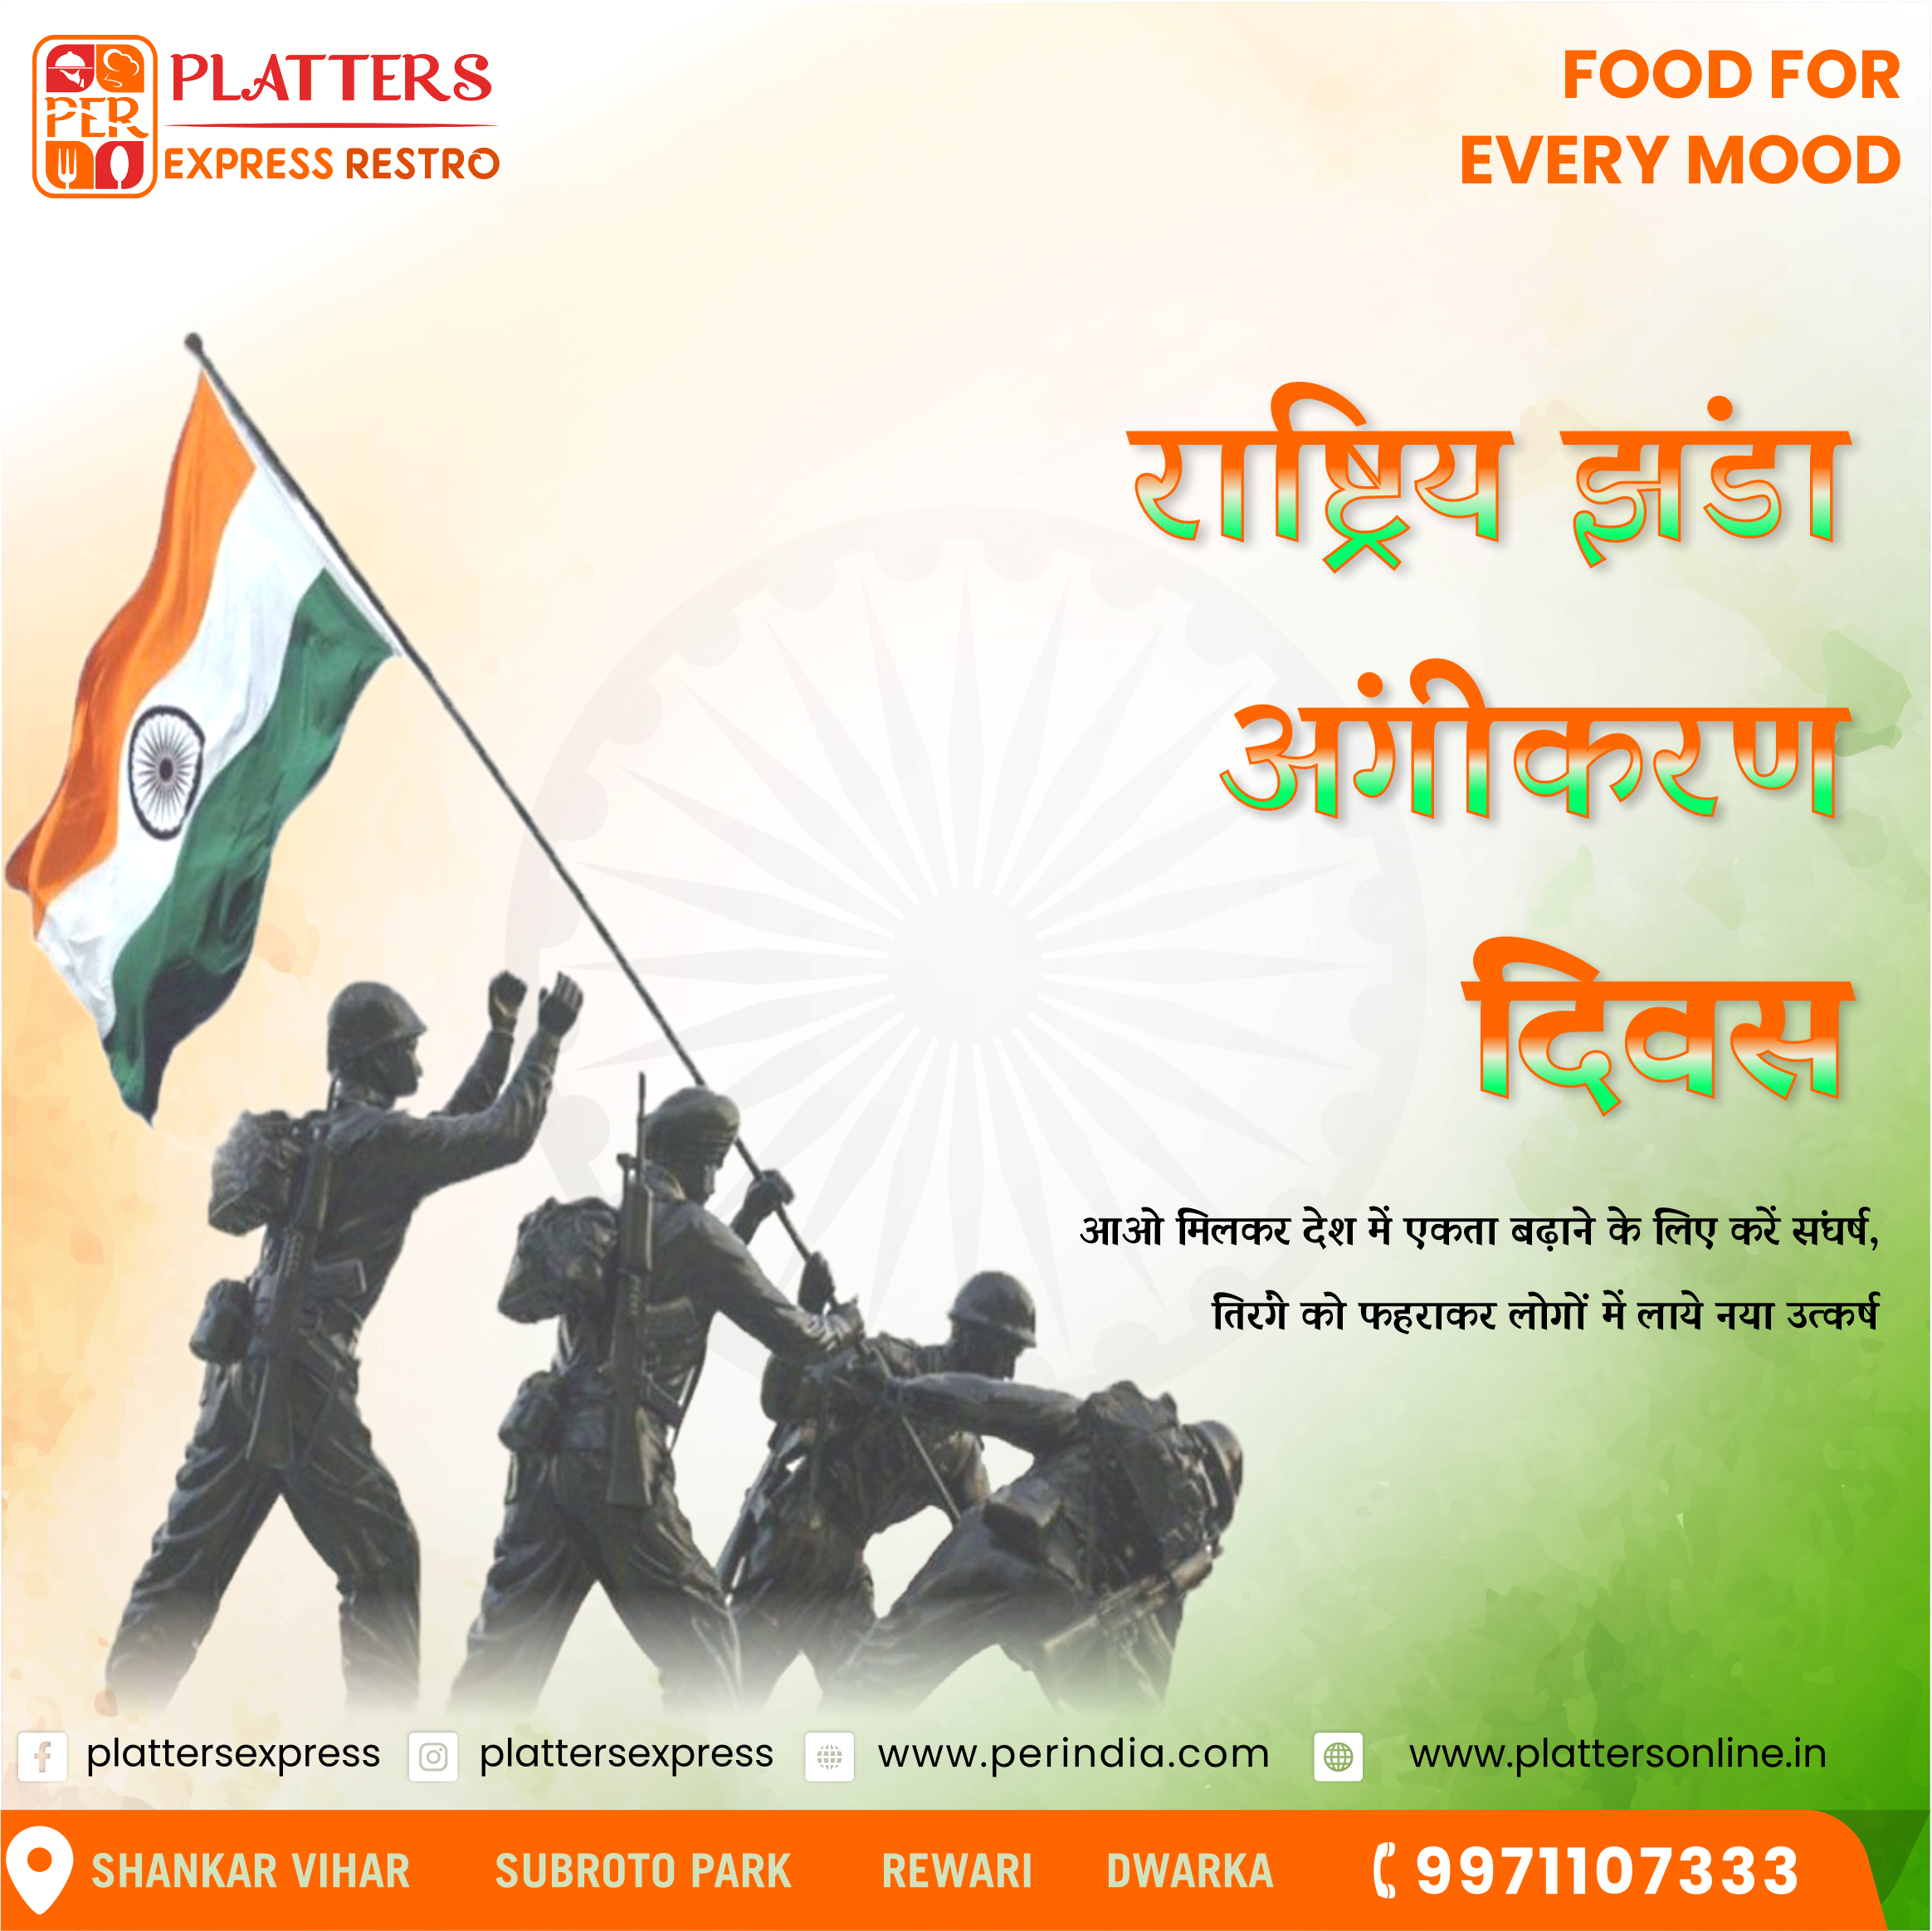 PLATTERS
PER
EXPRESS RESTRO
FOOD FOR
EVERY MOOD
राष्ट्रिय झंडा
अंगीकरण
दिवस
आओ मिलकर देश में एकता बढ़ाने के लिए करें संघर्ष,
तिरंगे को फहराकर लोगों में लाये नया उत्कर्ष
plattersexpress plattersexpress www.perindia.com www.plattersonline.in
SHANKAR VIHAR SUBROTO PARK REWARI DWARKA 9971107333